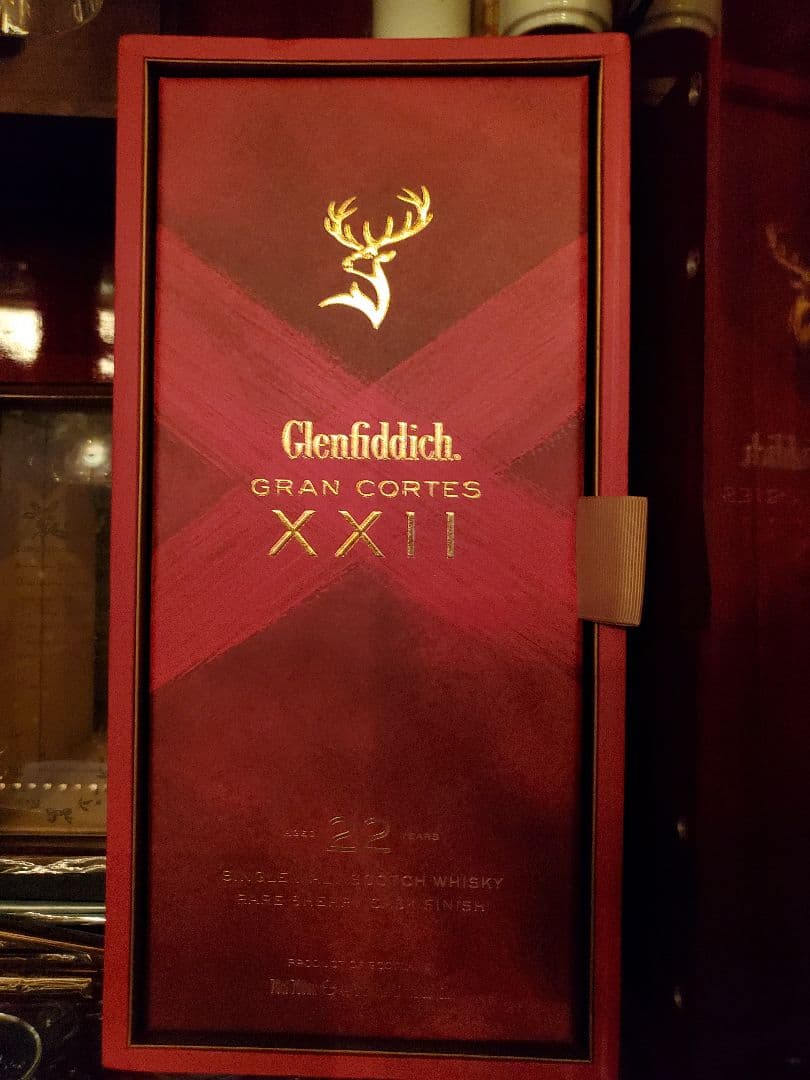 Glenfiddich.
GRAN CORTES
XXII
AGED 22 YEARS
SINGLE MALT SCOTCH WHISKY
RARE SHERRY CASK FINISH
PRODUCT OF SCOTLAND